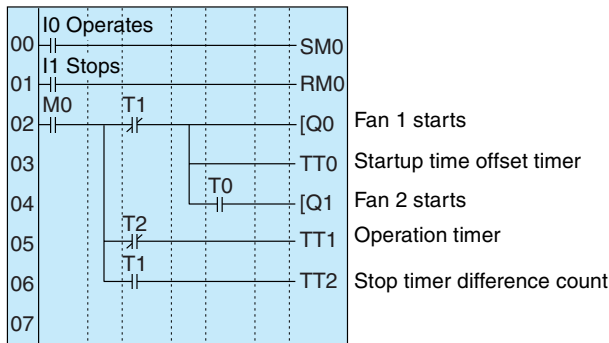 I0 Operates
00 SM0
I1 Stops
01 RM0
M0 T1
02 [Q0 Fan 1 starts
03 TT0 Startup time offset timer
T0
04 [Q1 Fan 2 starts
T2
05 TT1 Operation timer
T1
06 TT2 Stop timer difference count
07